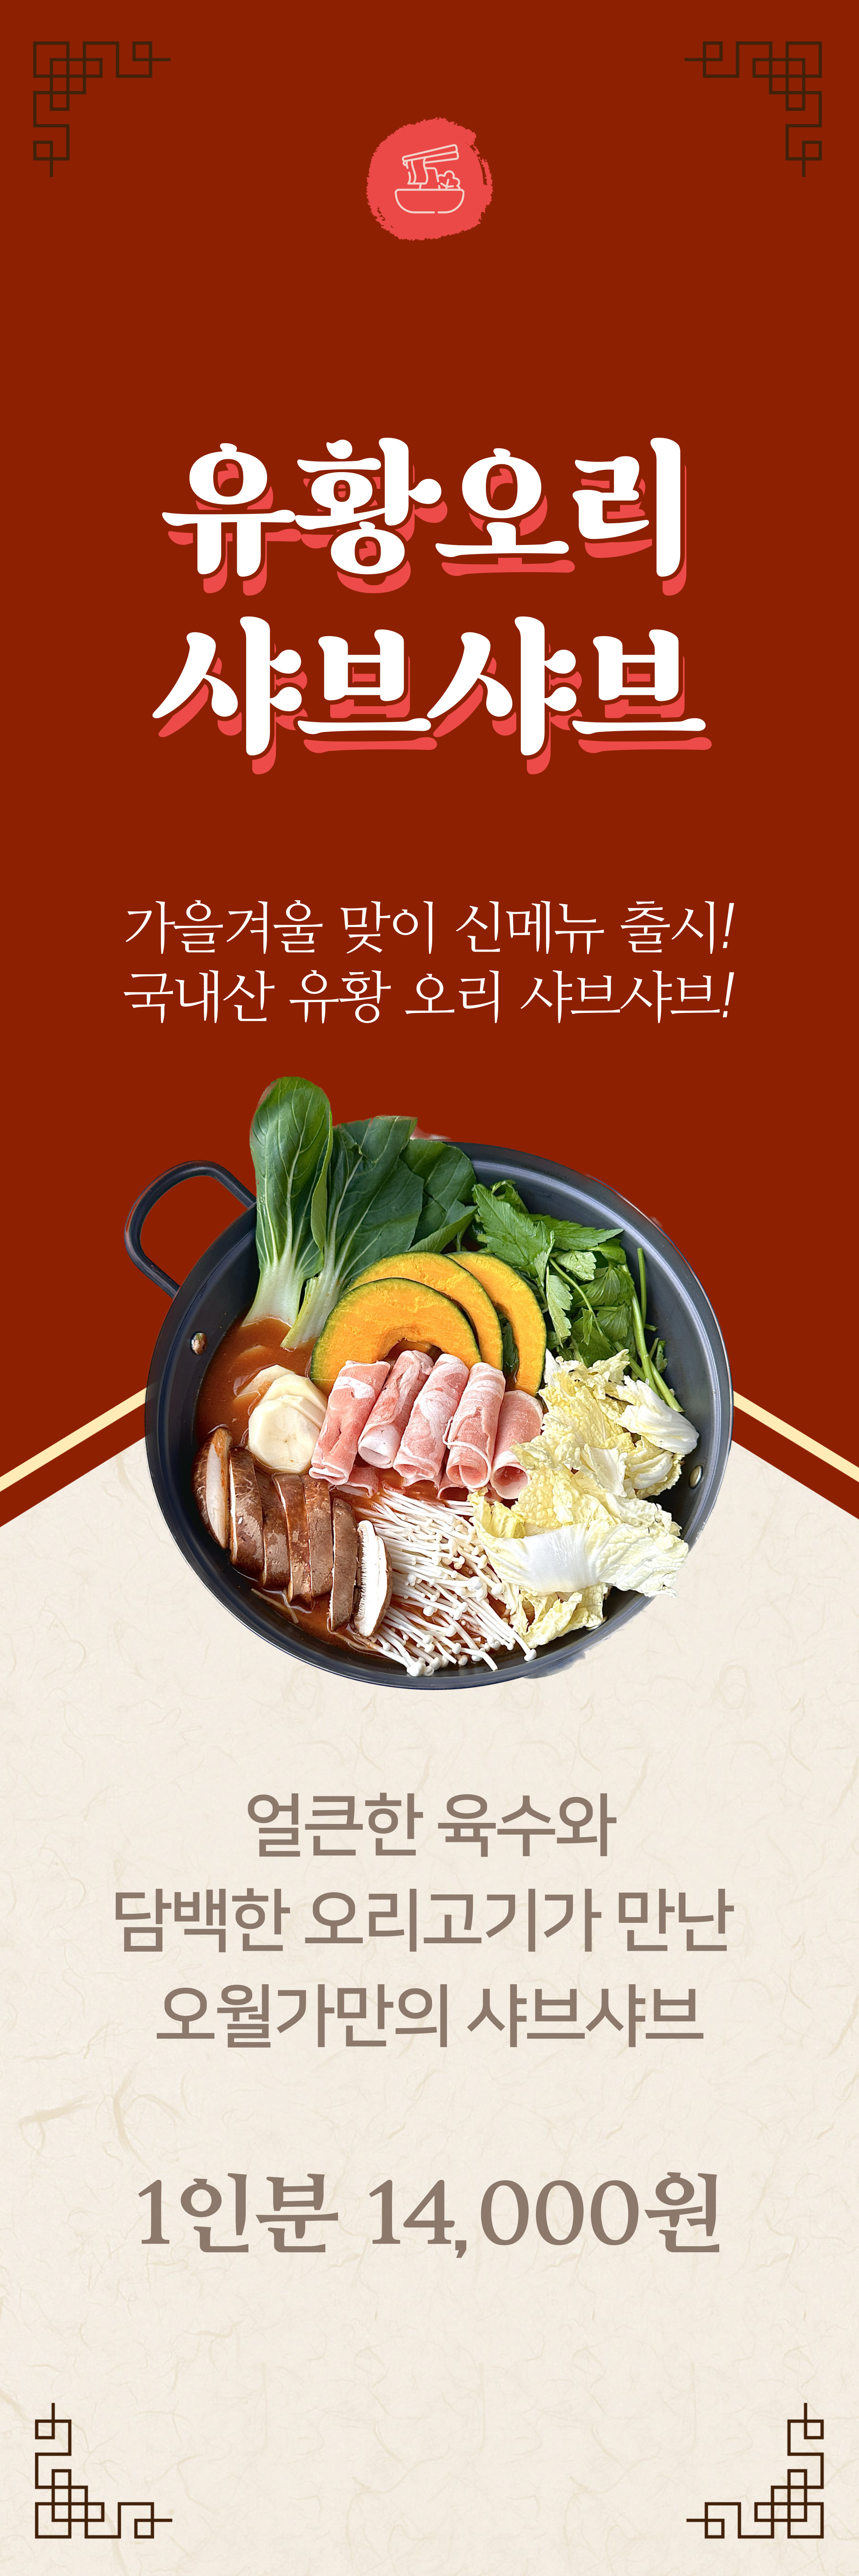 유황오리
샤브샤브
가을겨울 맞이 신메뉴 출시!
국내산 유황 오리 샤브샤브!
얼큰한 육수와
담백한 오리고기가 만난
오월가만의 샤브샤브
1인분 14,000원